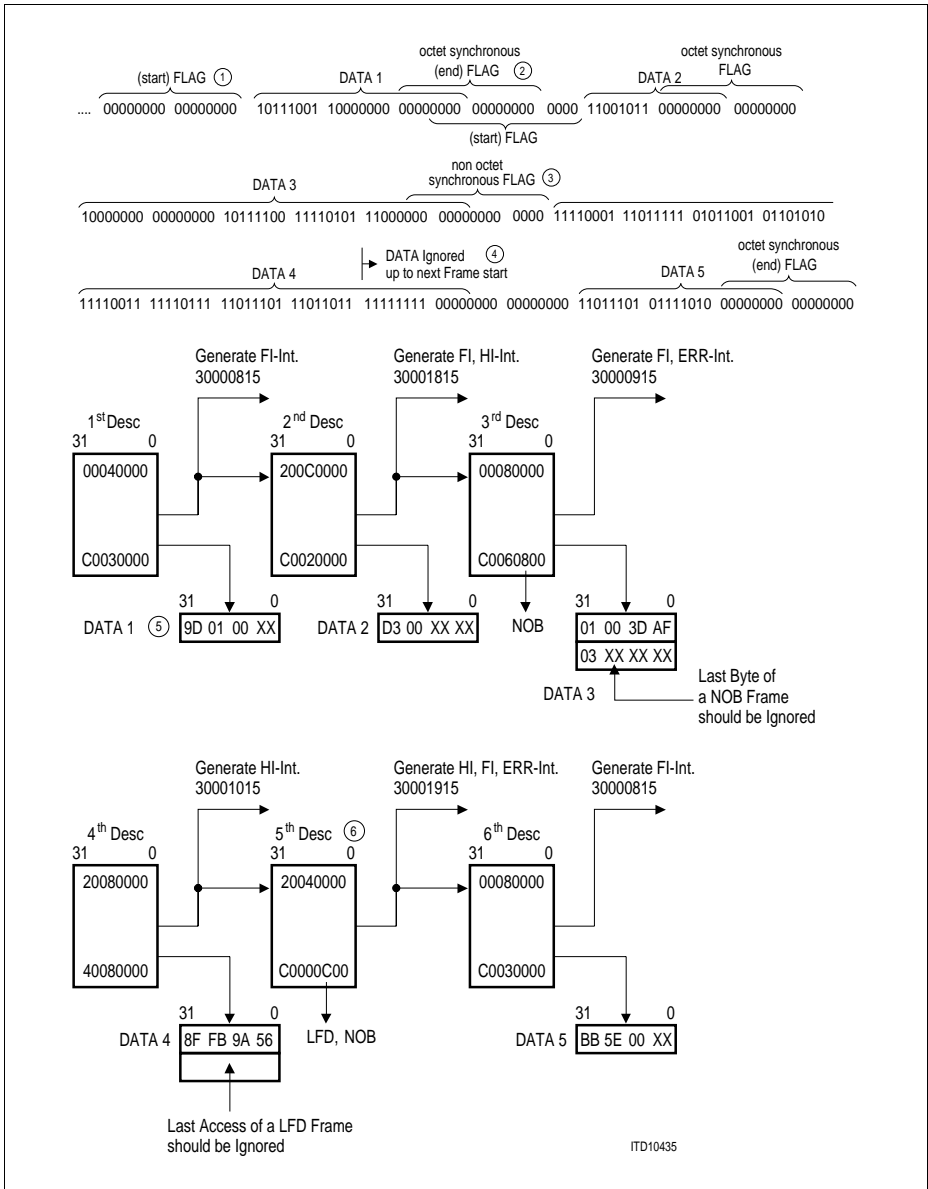 octet synchronous
octet synchronous
(start) FLAG 1
DATA 1
(end) FLAG 2
DATA 2
FLAG
.... 00000000 00000000 10111001 10000000 00000000 00000000 0000 11001011 00000000 00000000
(start) FLAG
DATA 3
non octet
synchronous FLAG 3
10000000 00000000 10111100 11110101 11000000 00000000 0000 11110001 11011111 01011001 01101010
DATA 4
DATA Ignored 4
up to next Frame start
DATA 5
octet synchronous
(end) FLAG
11110011 11110111 11011101 11011011 11111111 00000000 00000000 11011101 01111010 00000000 00000000
Generate FI-Int.
30000815
Generate FI, HI-Int.
30001815
Generate FI, ERR-Int.
30000915
1st Desc
2nd Desc
3rd Desc
31 0
31 0
31 0
00040000
200C0000
00080000
C0030000
C0020000
C0060800
31 0
31 0
NOB
31 0
DATA 1 5 9D 01 00 XX
DATA 2 D3 00 XX XX
01 00 3D AF
03 XX XX XX
DATA 3
Last Byte of
a NOB Frame
should be Ignored
Generate HI-Int.
30001015
Generate HI, FI, ERR-Int.
30001915
Generate FI-Int.
30000815
4th Desc
5th Desc 6
6th Desc
31 0
31 0
31 0
20080000
20040000
00080000
40080000
C0000C00
C0030000
31 0
LFD, NOB
31 0
DATA 4 8F FB 9A 56
DATA 5 BB 5E 00 XX
Last Access of a LFD Frame
should be Ignored
ITD10435